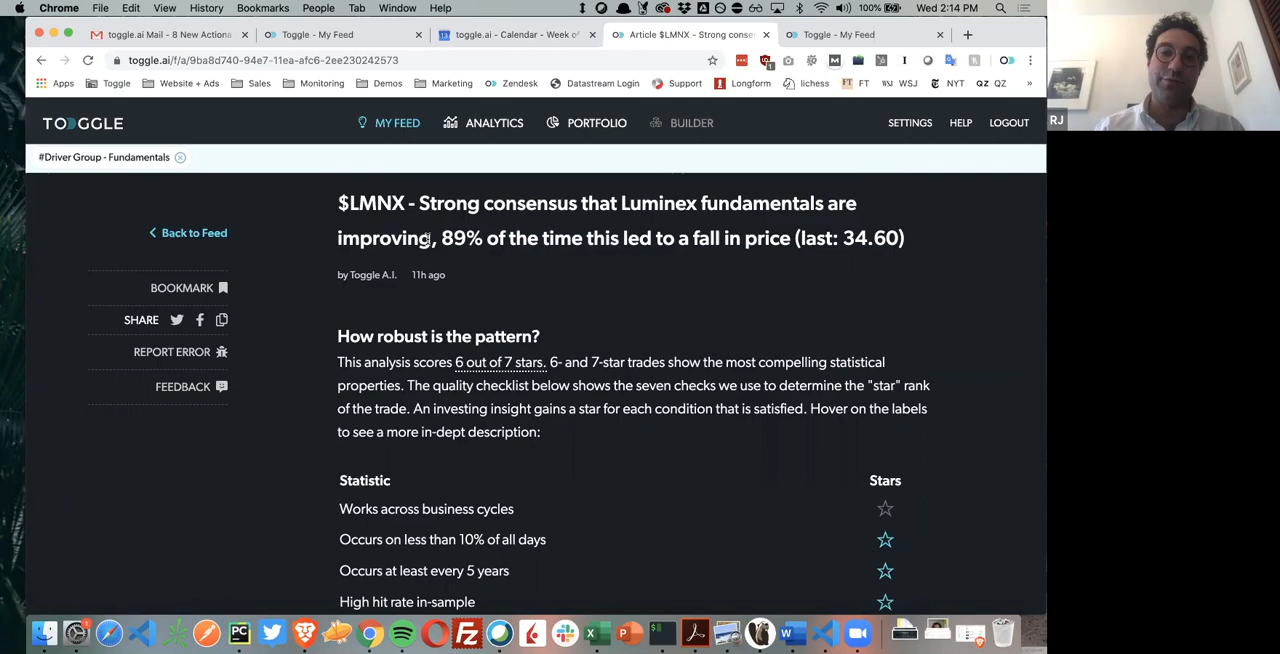 Chrome File Edit View History Bookmarks People Tab Window Help 100% Wed 2:14 PM
toggle.ai Mail - 8 New Actiona Toggle - My Feed toggle.ai - Calendar - Week of Article $LMNX - Strong conse Toggle - My Feed
toggle.ai/f/a/9ba8d740-94e7-11ea-afc6-2ee230242573
Apps Toggle Website + Ads Sales Monitoring Demos Marketing Zendesk Datastream Login Support Longform lichess FT WSJ NYT QZ
TOGGLE MY FEED ANALYTICS PORTFOLIO BUILDER SETTINGS HELP LOGOUT
RJ
#Driver Group - Fundamentals
$LMNX - Strong consensus that Luminex fundamentals are
improving, 89% of the time this led to a fall in price (last: 34.60)
Back to Feed
by Toggle A.I. 11h ago
BOOKMARK
SHARE
REPORT ERROR
FEEDBACK
How robust is the pattern?
This analysis scores 6 out of 7 stars. 6- and 7-star trades show the most compelling statistical
properties. The quality checklist below shows the seven checks we use to determine the "star" rank
of the trade. An investing insight gains a star for each condition that is satisfied. Hover on the labels
to see a more in-dept description:
Statistic Stars
Works across business cycles
Occurs on less than 10% of all days
Occurs at least every 5 years
High hit rate in-sample